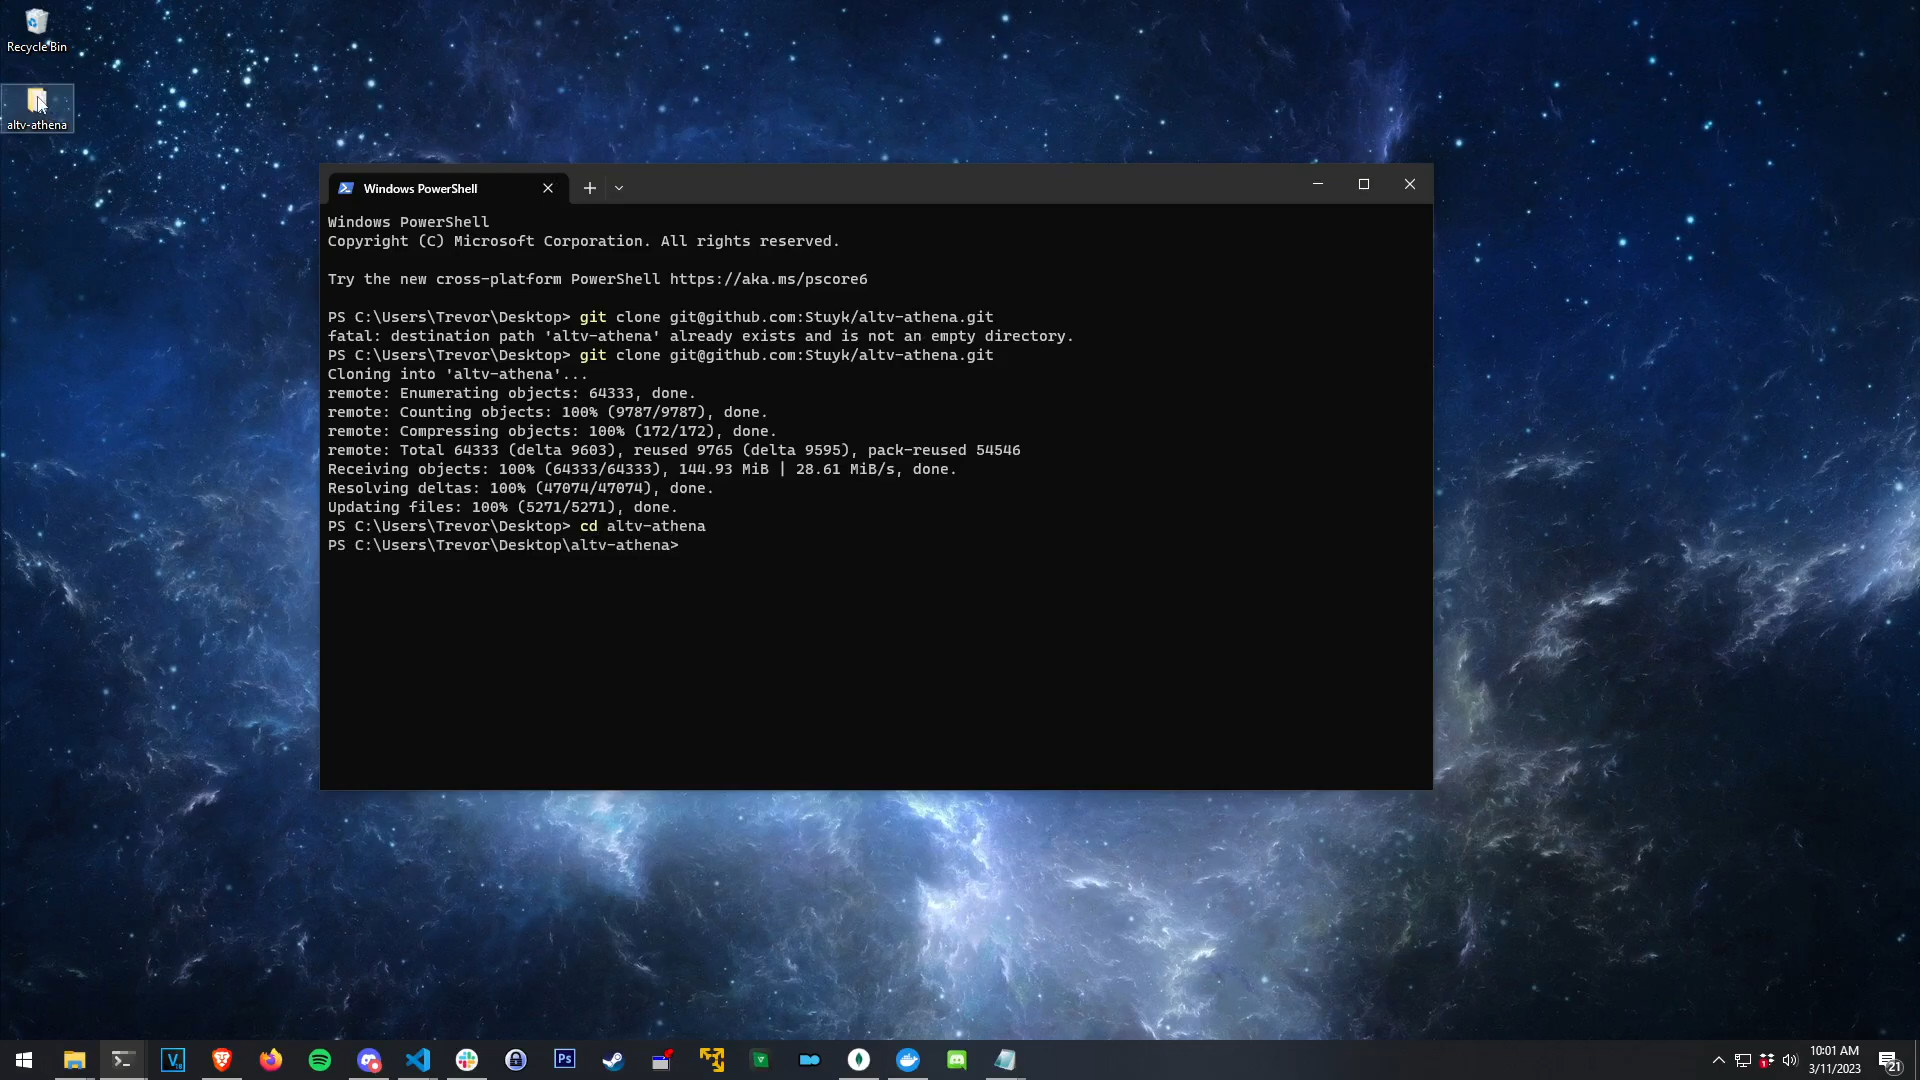 Recycle Bin
altv-athena
Windows PowerShell
Windows PowerShell
Copyright (C) Microsoft Corporation. All rights reserved.
Try the new cross-platform PowerShell https://aka.ms/pscore6
PS C:\Users\Trevor\Desktop> git clone git@github.com:Stuyk/altv-athena.git
fatal: destination path 'altv-athena' already exists and is not an empty directory.
PS C:\Users\Trevor\Desktop> git clone git@github.com:Stuyk/altv-athena.git
Cloning into 'altv-athena'...
remote: Enumerating objects: 64333, done.
remote: Counting objects: 100% (9787/9787), done.
remote: Compressing objects: 100% (172/172), done.
remote: Total 64333 (delta 9603), reused 9765 (delta 9595), pack-reused 54546
Receiving objects: 100% (64333/64333), 144.93 MiB | 28.61 MiB/s, done.
Resolving deltas: 100% (47074/47074), done.
Updating files: 100% (5271/5271), done.
PS C:\Users\Trevor\Desktop> cd altv-athena
PS C:\Users\Trevor\Desktop\altv-athena>
Ps
10:01 AM
3/11/2023
21